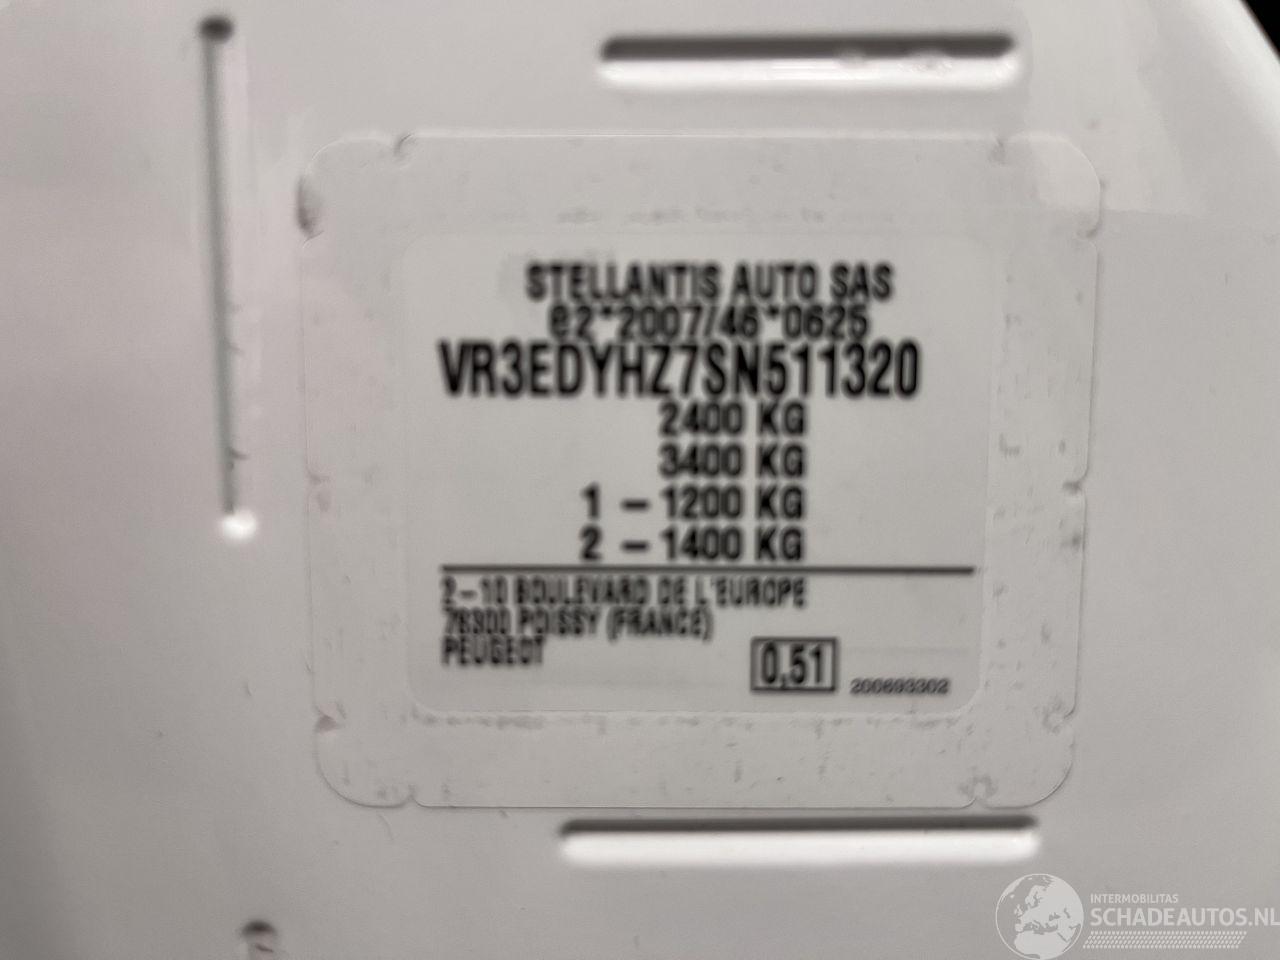 STELLANTIS AUTO SAS
e2*2007/46*0625
VR3EDYHZ7SN511320
2400 KG
3400 KG
1 - 1200 KG
2 - 1400 KG
2-10 BOULEVARD DE L'EUROPE
78300 POISSY (FRANCE)
PEUGEOT
0,51
200693302
INTERMOBILITAS
SCHADEAUTOS.NL